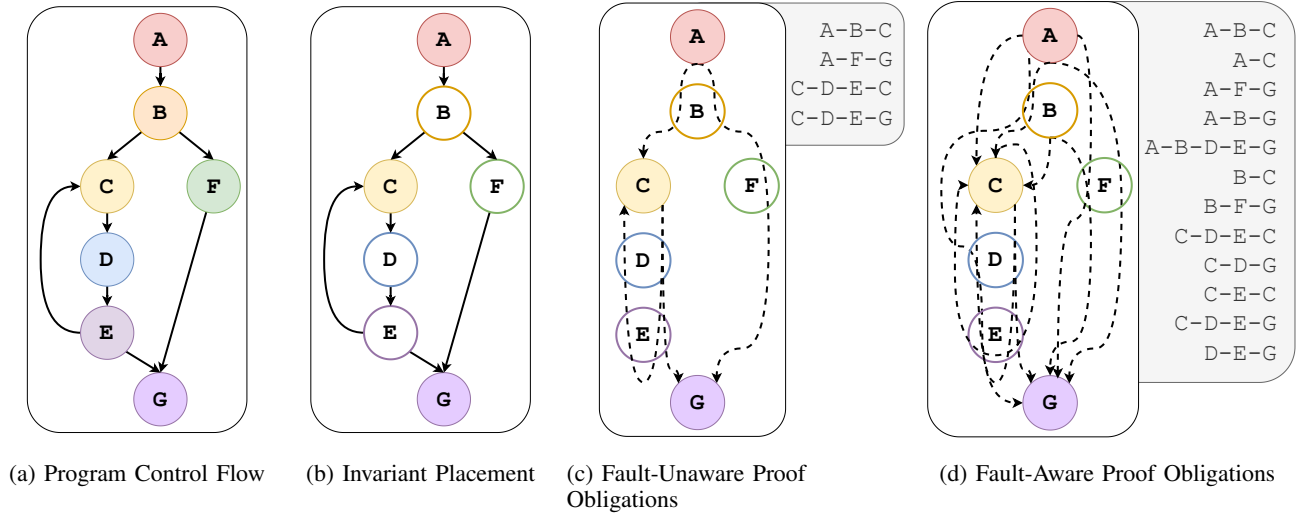 A
B
C
F
D
E
G
(a) Program Control Flow
A
B
C
F
D
E
G
(b) Invariant Placement
A
B
C
F
D
E
G
A-B-C
A-F-G
C-D-E-C
C-D-E-G
(c) Fault-Unaware Proof
Obligations
A
B
C
F
D
E
G
A-B-C
A-C
A-F-G
A-B-G
A-B-D-E-G
B-C
B-F-G
C-D-E-C
C-D-G
C-E-C
C-D-E-G
D-E-G
(d) Fault-Aware Proof Obligations